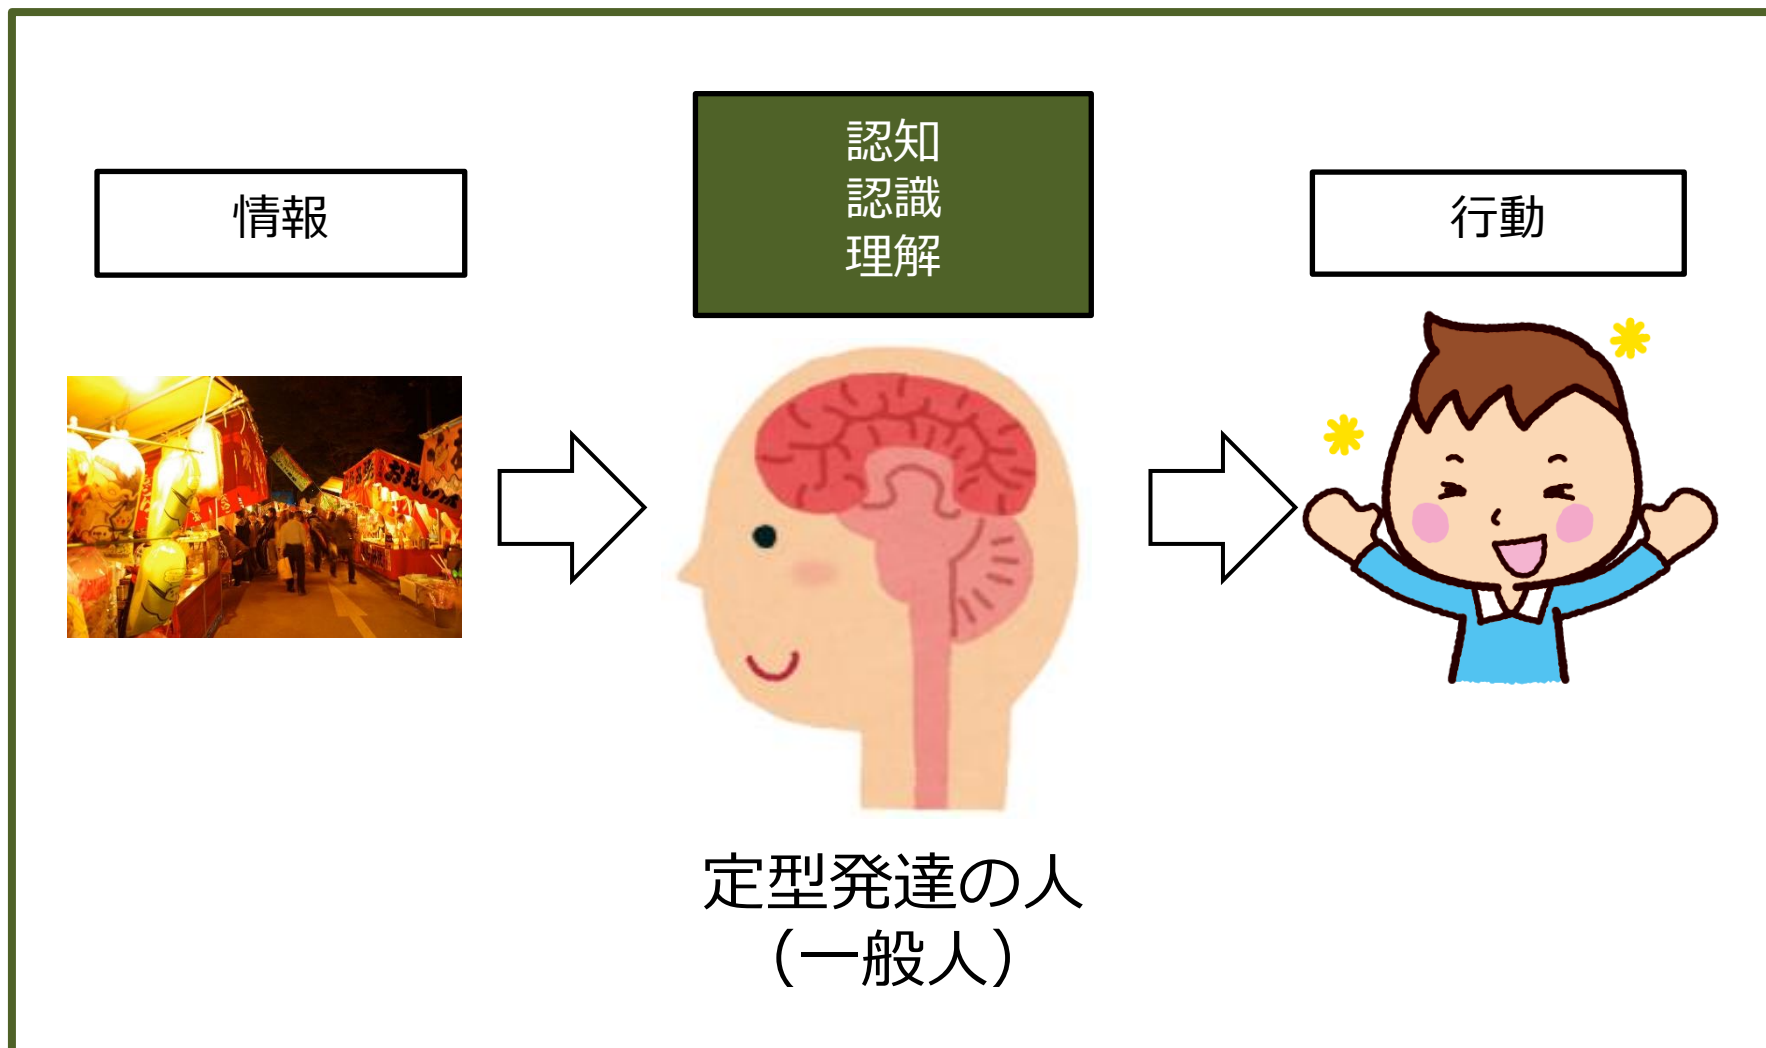 情報
認知
認識
理解
行動
定型発達の人
（一般人）